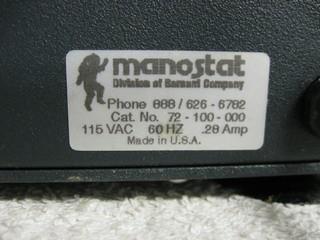 manostat
Division of Barnant Company
Phone 888 / 626 - 6782
Cat. No. 72 - 100 - 000
115 VAC 60 HZ .28 Amp
Made in U.S.A.